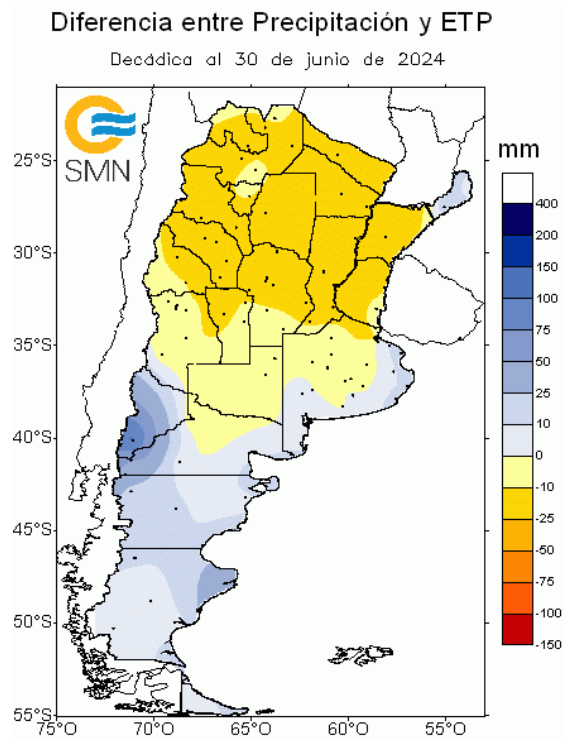 Diferencia entre Precipitación y ETP
Decádica al 30 de junio de 2024
SMN
mm
25°S
30°S
35°S
40°S
45°S
50°S
55°S
75°O
70°O
65°O
60°O
55°O
400
200
150
100
75
50
25
10
0
-10
-25
-50
-75
-100
-150